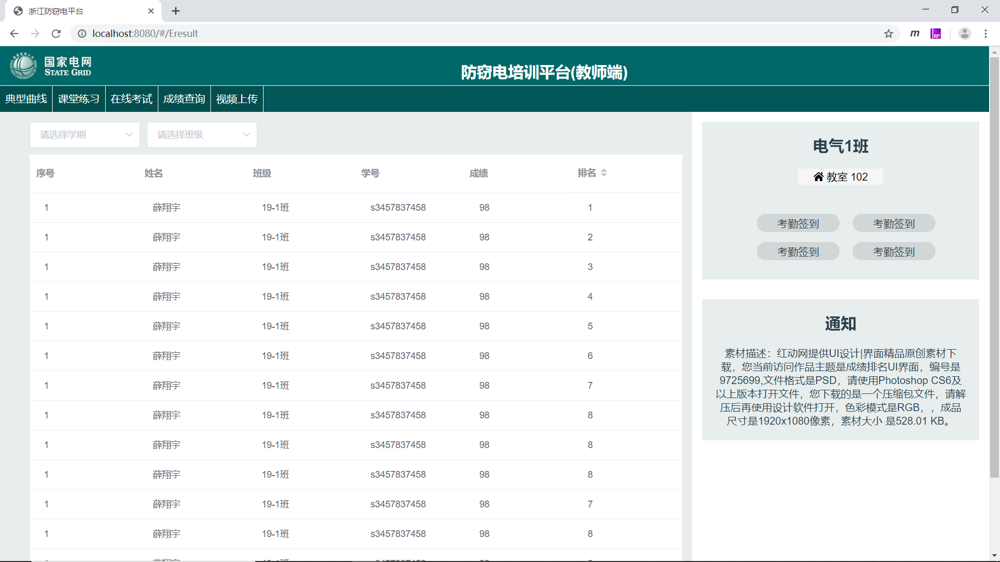 浙江防窃电平台
localhost:8080/#/Eresult
m
RP
国家电网
STATE GRID
防窃电培训平台(教师端)
典型曲线 课堂练习 在线考试 成绩查询 视频上传
请选择学期 请选择班级
序号 姓名 班级 学号 成绩 排名
1 薛翔宇 19-1班 s3457837458 98 1
1 薛翔宇 19-1班 s3457837458 98 2
1 薛翔宇 19-1班 s3457837458 98 3
1 薛翔宇 19-1班 s3457837458 98 4
1 薛翔宇 19-1班 s3457837458 98 5
1 薛翔宇 19-1班 s3457837458 98 6
1 薛翔宇 19-1班 s3457837458 98 7
1 薛翔宇 19-1班 s3457837458 98 8
1 薛翔宇 19-1班 s3457837458 98 8
1 薛翔宇 19-1班 s3457837458 98 8
1 薛翔宇 19-1班 s3457837458 98 7
1 薛翔宇 19-1班 s3457837458 98 8
电气1班
教室 102
考勤签到 考勤签到
考勤签到 考勤签到
通知
素材描述：红动网提供UI设计|界面精品原创素材下
载，您当前访问作品主题是成绩排名UI界面，编号是
9725699,文件格式是PSD，请使用Photoshop CS6及
以上版本打开文件，您下载的是一个压缩包文件，请解
压后再使用设计软件打开，色彩模式是RGB，，成品
尺寸是1920x1080像素，素材大小 是528.01 KB。